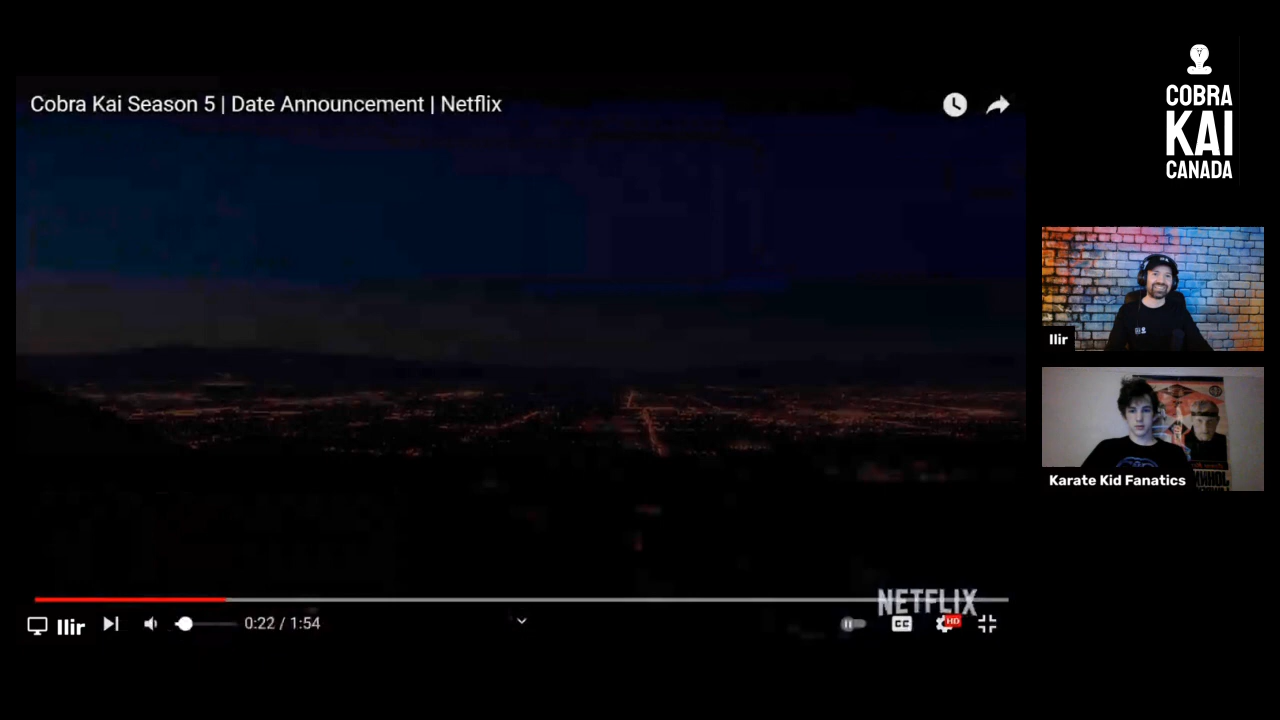 Cobra Kai Season 5 | Date Announcement | Netflix
COBRA
KAI
CANADA
Ilir
Karate Kid Fanatics
NETFLIX
Ilir
0:22 / 1:54
CC
HD